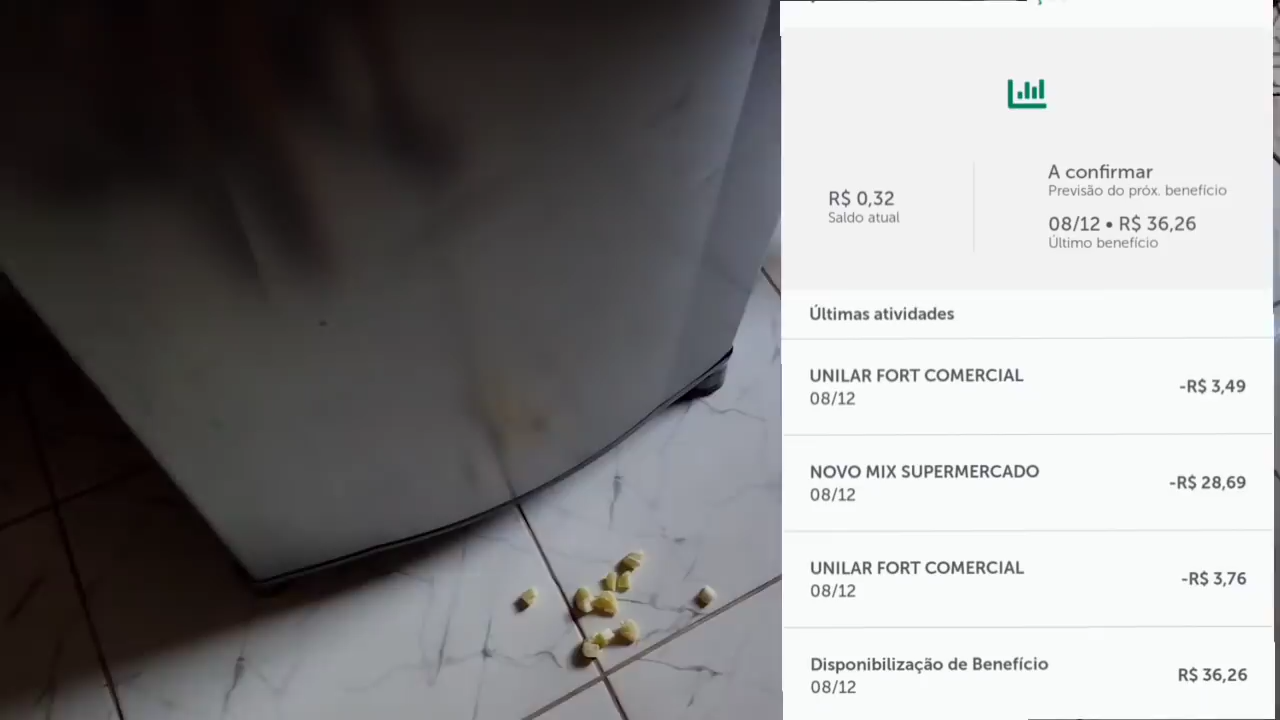 R$ 0,32
Saldo atual
A confirmar
Previsão do próx. benefício
08/12 • R$ 36,26
Último benefício
Últimas atividades
UNILAR FORT COMERCIAL
08/12
-R$ 3,49
NOVO MIX SUPERMERCADO
08/12
-R$ 28,69
UNILAR FORT COMERCIAL
08/12
-R$ 3,76
Disponibilização de Benefício
08/12
R$ 36,26